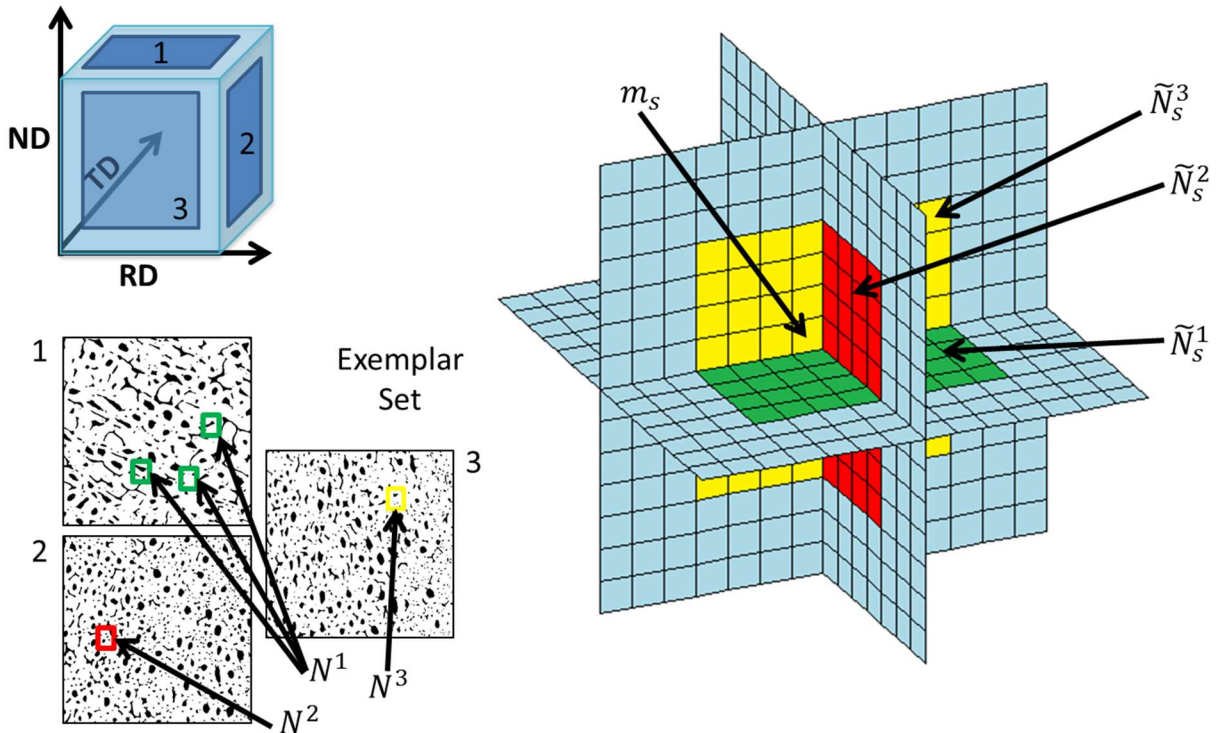 ND
1
2
TD
3
RD
1
Exemplar
Set
3
2
N¹
N³
N²
mₛ
Ñₛ³
Ñₛ²
Ñₛ¹